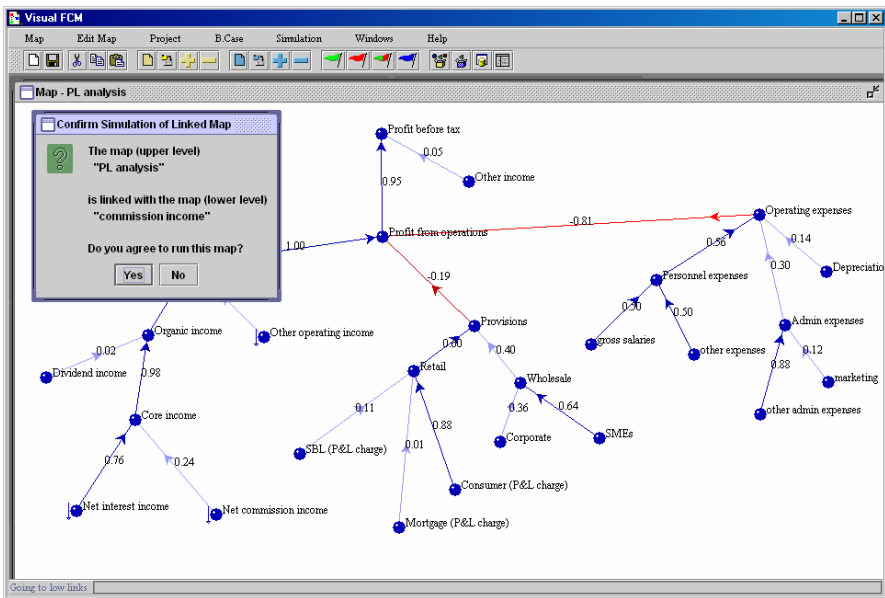 Visual FCM
Map Edit Map Project B.Case Simulation Windows Help
Map - PL analysis
Confirm Simulation of Linked Map
The map (upper level)
"PL analysis"
is linked with the map (lower level)
"commission income"
Do you agree to run this map?
Yes No
Profit before tax
0.05
Other income
0.95
Profit from operations
1.00
-0.81
Operating expenses
0.56
0.14
0.30
Depreciatio
Personnel expenses
-0.19
Provisions
0.50
0.50
gross salaries
other expenses
Admin expenses
0.88
0.12
marketing
other admin expenses
Organic income
Other operating income
0.02
Dividend income
0.98
Core income
0.76
0.24
Net interest income
Net commission income
0.60
0.40
Retail
Wholesale
0.11
0.88
0.01
0.36
0.64
SBL (P&L charge)
Corporate
SMEs
Consumer (P&L charge)
Mortgage (P&L charge)
Going to low links